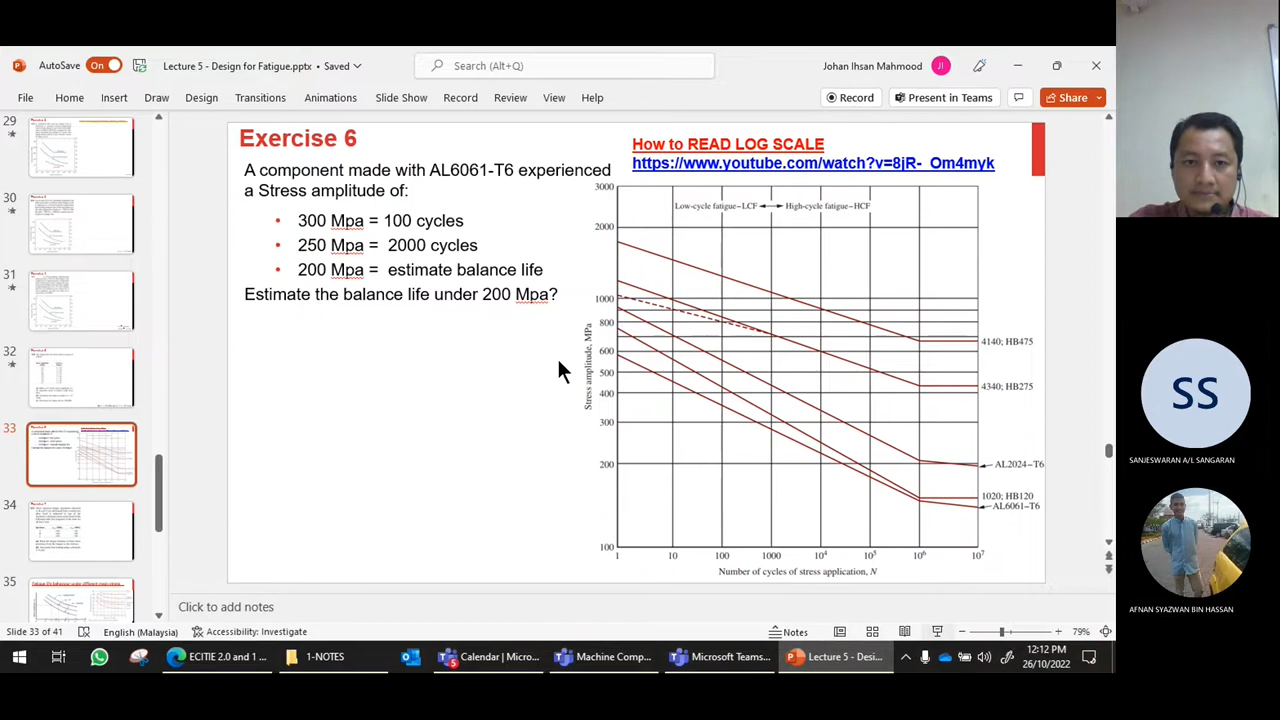 AutoSave On Lecture 5 - Design for Fatigue.pptx • Saved Search (Alt+Q) Johan Ihsan Mahmood JI
File Home Insert Draw Design Transitions Animations Slide Show Record Review View Help Record Present in Teams Share
29
30
31
32
33
34
35
Exercise 6
A component made with AL6061-T6 experienced
a Stress amplitude of:
• 300 Mpa = 100 cycles
• 250 Mpa = 2000 cycles
• 200 Mpa = estimate balance life
Estimate the balance life under 200 Mpa?
How to READ LOG SCALE
https://www.youtube.com/watch?v=8jR-_Om4myk
3000
Low-cycle fatigue–LCF High-cycle fatigue–HCF
2000
1000
800
600
500
400
300
200
100
Stress amplitude, MPa
4140; HB475
4340; HB275
AL2024–T6
1020; HB120
AL6061–T6
1 10 100 1000 10⁴ 10⁵ 10⁶ 10⁷
Number of cycles of stress application, N
Click to add notes
Slide 33 of 41 English (Malaysia) Accessibility: Investigate Notes 79%
ECITIE 2.0 and 1 ... 1-NOTES Calendar | Micro... Machine Comp... Microsoft Teams... Lecture 5 - Desi... 12:12 PM
26/10/2022
SS
SANJESWARAN A/L SANGARAN
AFNAN SYAZWAN BIN HASSAN